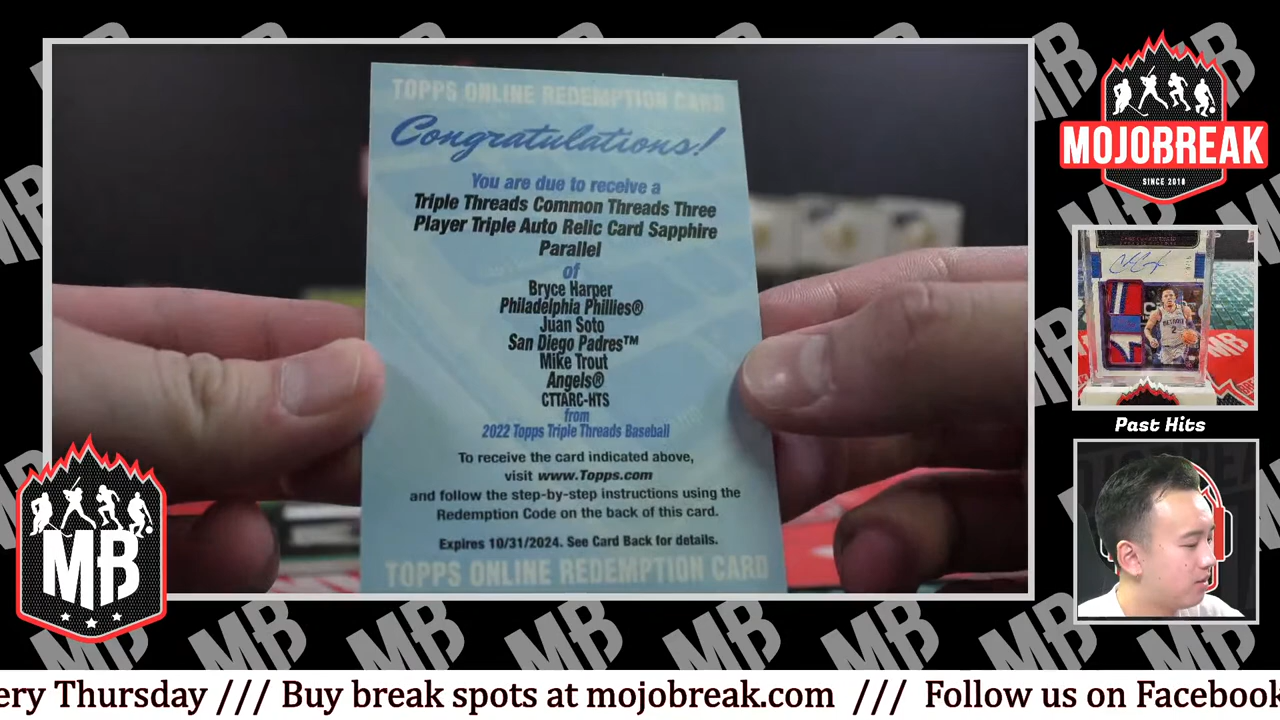 TOPPS ONLINE REDEMPTION CARD
Congratulations!
You are due to receive a
Triple Threads Common Threads Three
Player Triple Auto Relic Card Sapphire
Parallel
of
Bryce Harper
Philadelphia Phillies®
Juan Soto
San Diego Padres™
Mike Trout
Angels®
CTTARC-HTS
from
2022 Topps Triple Threads Baseball
To receive the card indicated above,
visit www.Topps.com
and follow the step-by-step instructions using the
Redemption Code on the back of this card.
Expires 10/31/2024. See Card Back for details.
TOPPS ONLINE REDEMPTION CARD
MOJOBREAK
Past Hits
MB
ery Thursday /// Buy break spots at mojobreak.com /// Follow us on Facebook